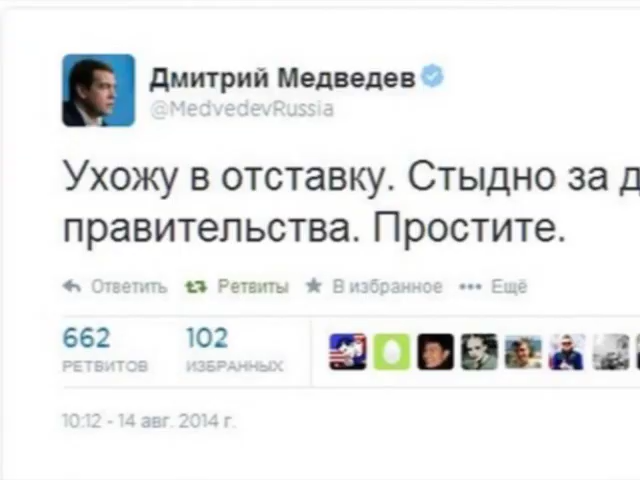 Дмитрий Медведев
@MedvedevRussia
Ухожу в отставку. Стыдно за д
правительства. Простите.
Ответить Ретвиты В избранное Ещё
662 102
РЕТВИТОВ ИЗБРАННЫХ
10:12 - 14 авг. 2014 г.